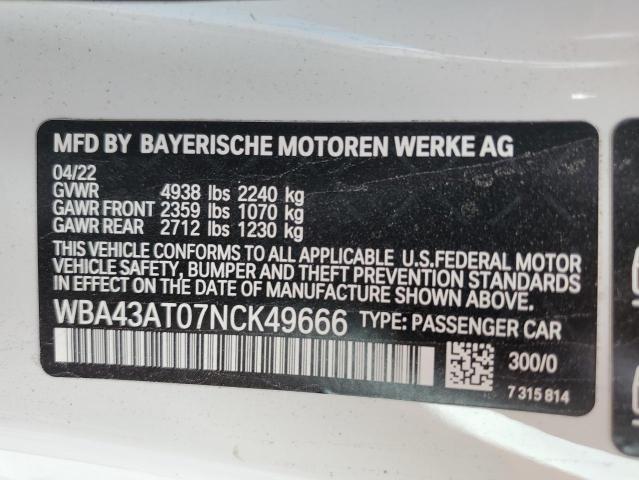 MFD BY BAYERISCHE MOTOREN WERKE AG
04/22
GVWR 4938 lbs 2240 kg
GAWR FRONT 2359 lbs 1070 kg
GAWR REAR 2712 lbs 1230 kg
THIS VEHICLE CONFORMS TO ALL APPLICABLE U.S.FEDERAL MOTOR
VEHICLE SAFETY, BUMPER AND THEFT PREVENTION STANDARDS
IN EFFECT ON THE DATE OF MANUFACTURE SHOWN ABOVE.
WBA43AT07NCK49666 TYPE: PASSENGER CAR
300/0
7 315 814